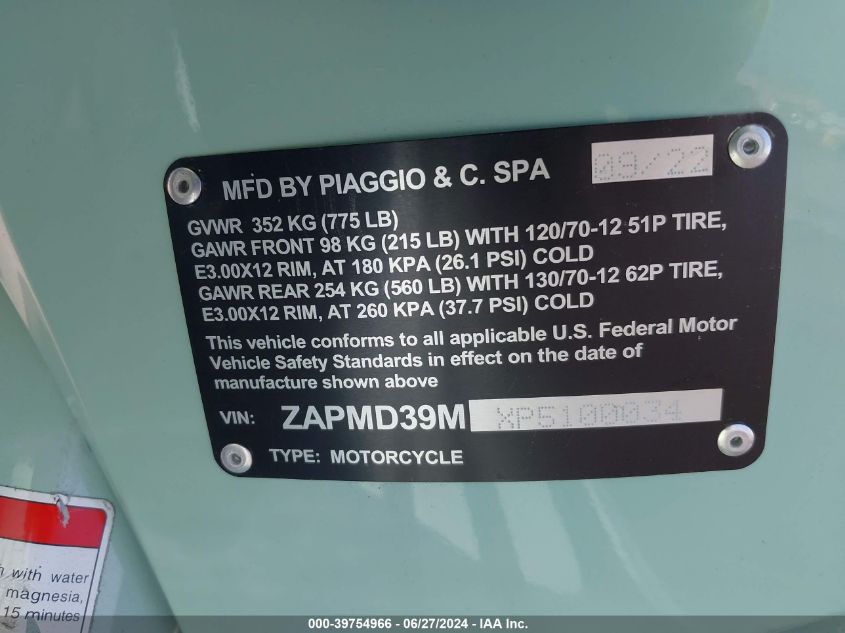 MFD BY PIAGGIO & C. SPA 09/22
GVWR 352 KG (775 LB)
GAWR FRONT 98 KG (215 LB) WITH 120/70-12 51P TIRE,
E3.00X12 RIM, AT 180 KPA (26.1 PSI) COLD
GAWR REAR 254 KG (560 LB) WITH 130/70-12 62P TIRE,
E3.00X12 RIM, AT 260 KPA (37.7 PSI) COLD
This vehicle conforms to all applicable U.S. Federal Motor
Vehicle Safety Standards in effect on the date of
manufacture shown above
VIN: ZAPMD39M XP5100034
TYPE: MOTORCYCLE
with water
magnesia,
15 minutes
000-39754966 - 06/27/2024 - IAA Inc.